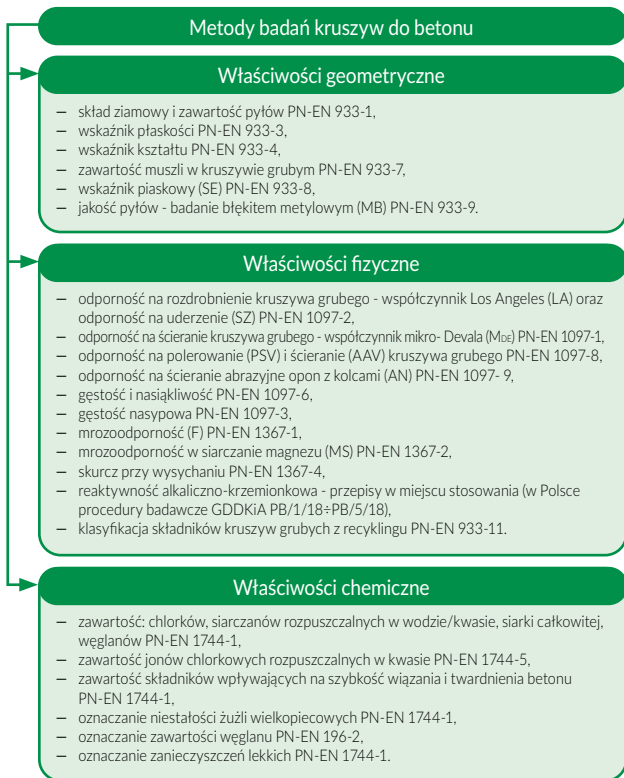 Metody badań kruszyw do betonu
Właściwości geometryczne
– skład ziarnowy i zawartość pyłów PN-EN 933-1,
– wskaźnik płaskości PN-EN 933-3,
– wskaźnik kształtu PN-EN 933-4,
– zawartość muszli w kruszywie grubym PN-EN 933-7,
– wskaźnik piaskowy (SE) PN-EN 933-8,
– jakość pyłów - badanie błękitem metylowym (MB) PN-EN 933-9.
Właściwości fizyczne
– odporność na rozdrobnienie kruszywa grubego - współczynnik Los Angeles (LA) oraz
odporność na uderzenie (SZ) PN-EN 1097-2,
– odporność na ścieranie kruszywa grubego - współczynnik mikro- Devala (MDE) PN-EN 1097-1,
– odporność na polerowanie (PSV) i ścieranie (AAV) kruszywa grubego PN-EN 1097-8,
– odporność na ścieranie abrazyjne opon z kolcami (AN) PN-EN 1097- 9,
– gęstość i nasiąkliwość PN-EN 1097-6,
– gęstość nasypowa PN-EN 1097-3,
– mrozoodporność (F) PN-EN 1367-1,
– mrozoodporność w siarczanie magnezu (MS) PN-EN 1367-2,
– skurcz przy wysychaniu PN-EN 1367-4,
– reaktywność alkaliczno-krzemionkowa - przepisy w miejscu stosowania (w Polsce
procedury badawcze GDDKiA PB/1/18÷PB/5/18),
– klasyfikacja składników kruszyw grubych z recyklingu PN-EN 933-11.
Właściwości chemiczne
– zawartość: chlorków, siarczanów rozpuszczalnych w wodzie/kwasie, siarki całkowitej,
węglanów PN-EN 1744-1,
– zawartość jonów chlorkowych rozpuszczalnych w kwasie PN-EN 1744-5,
– zawartość składników wpływających na szybkość wiązania i twardnienia betonu
PN-EN 1744-1,
– oznaczanie niestałości żużli wielkopiecowych PN-EN 1744-1,
– oznaczanie zawartości węglanu PN-EN 196-2,
– oznaczanie zanieczyszczeń lekkich PN-EN 1744-1.